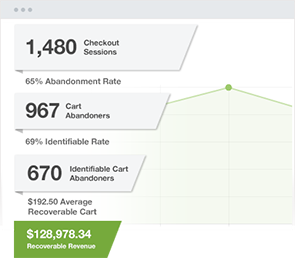 1,480 Checkout Sessions
65% Abandonment Rate
967 Cart Abandoners
69% Identifiable Rate
670 Identifiable Cart Abandoners
$192.50 Average
Recoverable Cart
$128,978.34
Recoverable Revenue